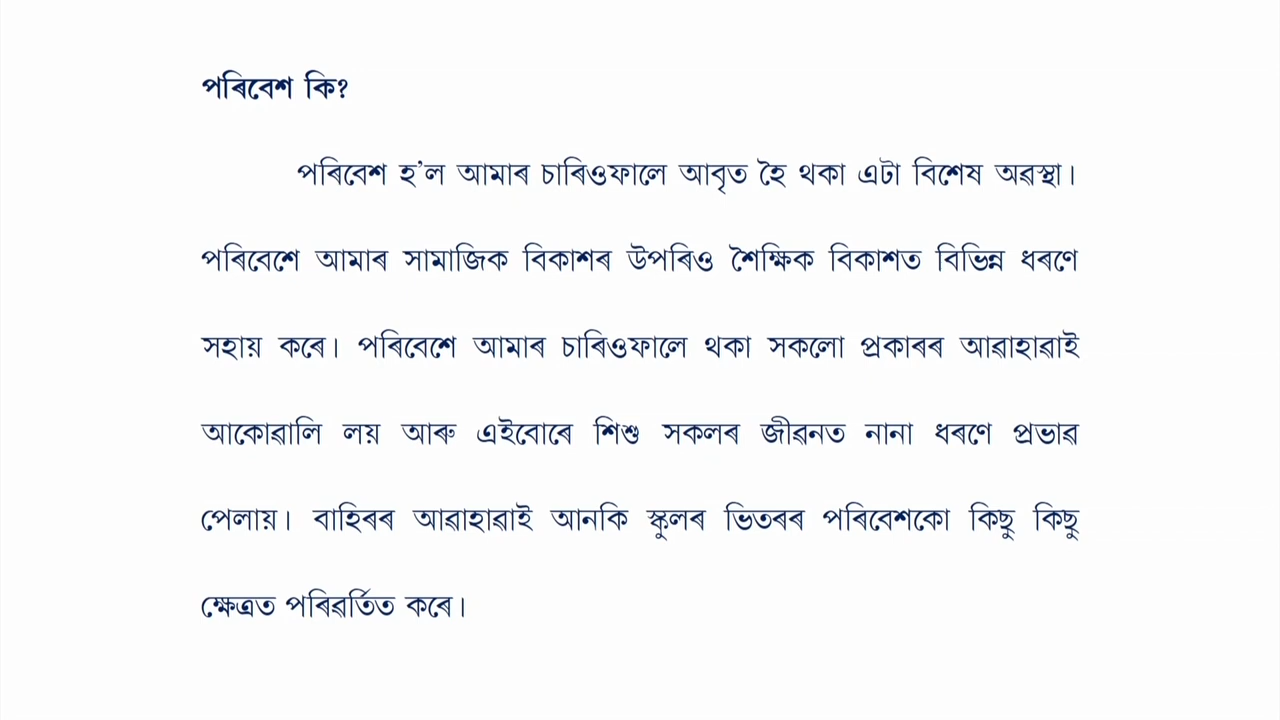 পৰিবেশ কি?
পৰিবেশ হ’ল আমাৰ চাৰিওফালে আবৃত হৈ থকা এটা বিশেষ অৱস্থা।
পৰিবেশে আমাৰ সামাজিক বিকাশৰ উপৰিও শৈক্ষিক বিকাশত বিভিন্ন ধৰণে
সহায় কৰে। পৰিবেশে আমাৰ চাৰিওফালে থকা সকলো প্ৰকাৰৰ আৱাহাৱাই
আকোৱালি লয় আৰু এইবোৰে শিশু সকলৰ জীৱনত নানা ধৰণে প্ৰভাৱ
পেলায়। বাহিৰৰ আৱাহাৱাই আনকি স্কুলৰ ভিতৰৰ পৰিবেশকো কিছু কিছু
ক্ষেত্ৰত পৰিৱৰ্তিত কৰে।